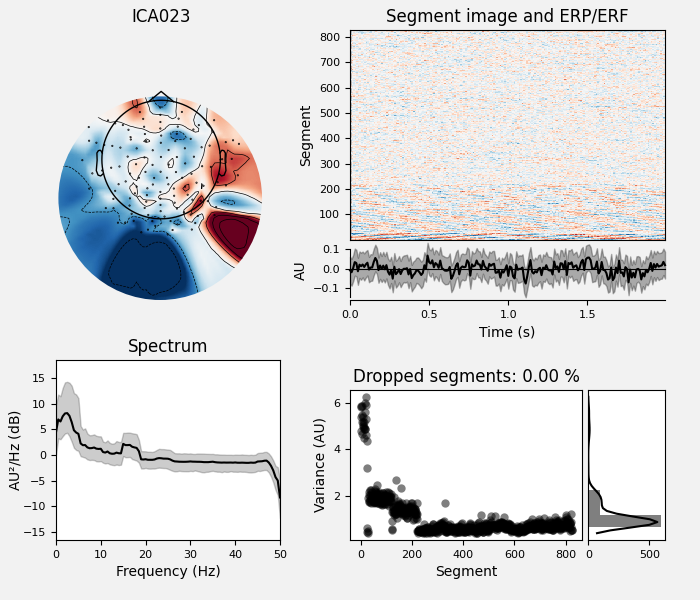 ICA023
Segment image and ERP/ERF
800
700
600
500
400
300
200
100
Segment
0.1
0.0
−0.1
AU
0.0 0.5 1.0 1.5
Time (s)
Spectrum
15
10
5
0
−5
−10
−15
AU²/Hz (dB)
0 10 20 30 40 50
Frequency (Hz)
Dropped segments: 0.00 %
6
4
2
Variance (AU)
0 200 400 600 800
Segment
0 500